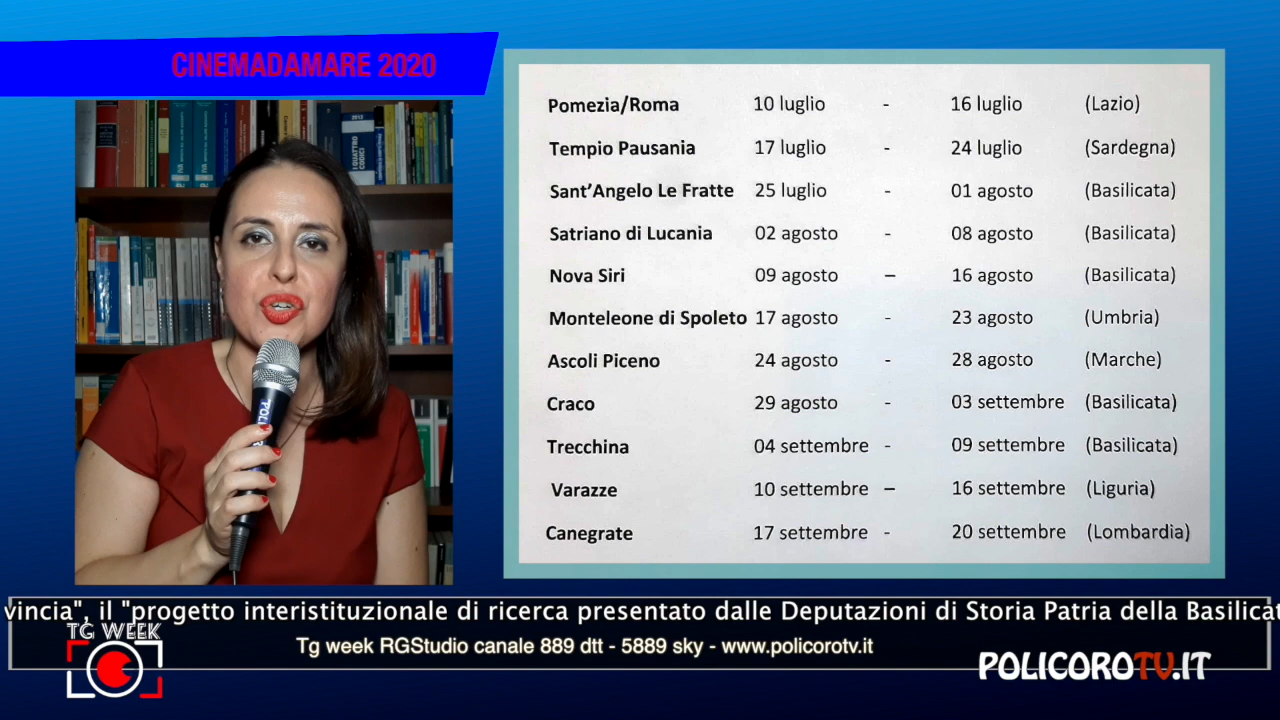 CINEMADAMARE 2020
Pomezia/Roma 10 luglio - 16 luglio (Lazio)
Tempio Pausania 17 luglio - 24 luglio (Sardegna)
Sant'Angelo Le Fratte 25 luglio - 01 agosto (Basilicata)
Satriano di Lucania 02 agosto - 08 agosto (Basilicata)
Nova Siri 09 agosto – 16 agosto (Basilicata)
Monteleone di Spoleto 17 agosto - 23 agosto (Umbria)
Ascoli Piceno 24 agosto - 28 agosto (Marche)
Craco 29 agosto - 03 settembre (Basilicata)
Trecchina 04 settembre - 09 settembre (Basilicata)
Varazze 10 settembre – 16 settembre (Liguria)
Canegrate 17 settembre - 20 settembre (Lombardia)
QUATTRO
CODICI
POL
vincia", il "progetto interistituzionale di ricerca presentato dalle Deputazioni di Storia Patria della Basilicat
TG WEEK
Tg week RGStudio canale 889 dtt - 5889 sky - www.policorotv.it
POLICOROTV.IT